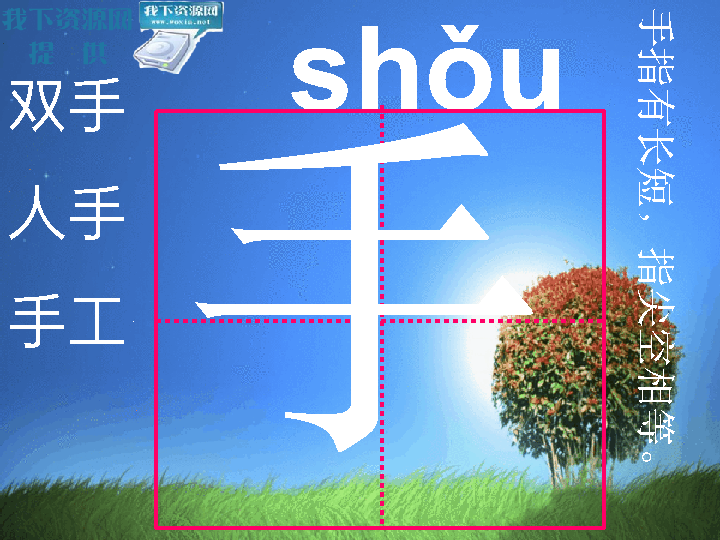 我下资源网
提 供
我下资源网
www.woxia.net
shǒu
双手
人手
手工
手
手指有长短，指尖空相等。